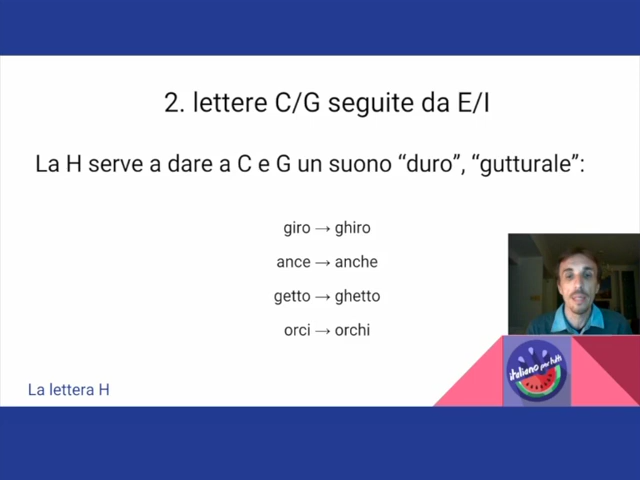 2. lettere C/G seguite da E/I
La H serve a dare a C e G un suono “duro”, “gutturale”:
giro → ghiro
ance → anche
getto → ghetto
orci → orchi
La lettera H
italiano per tutti